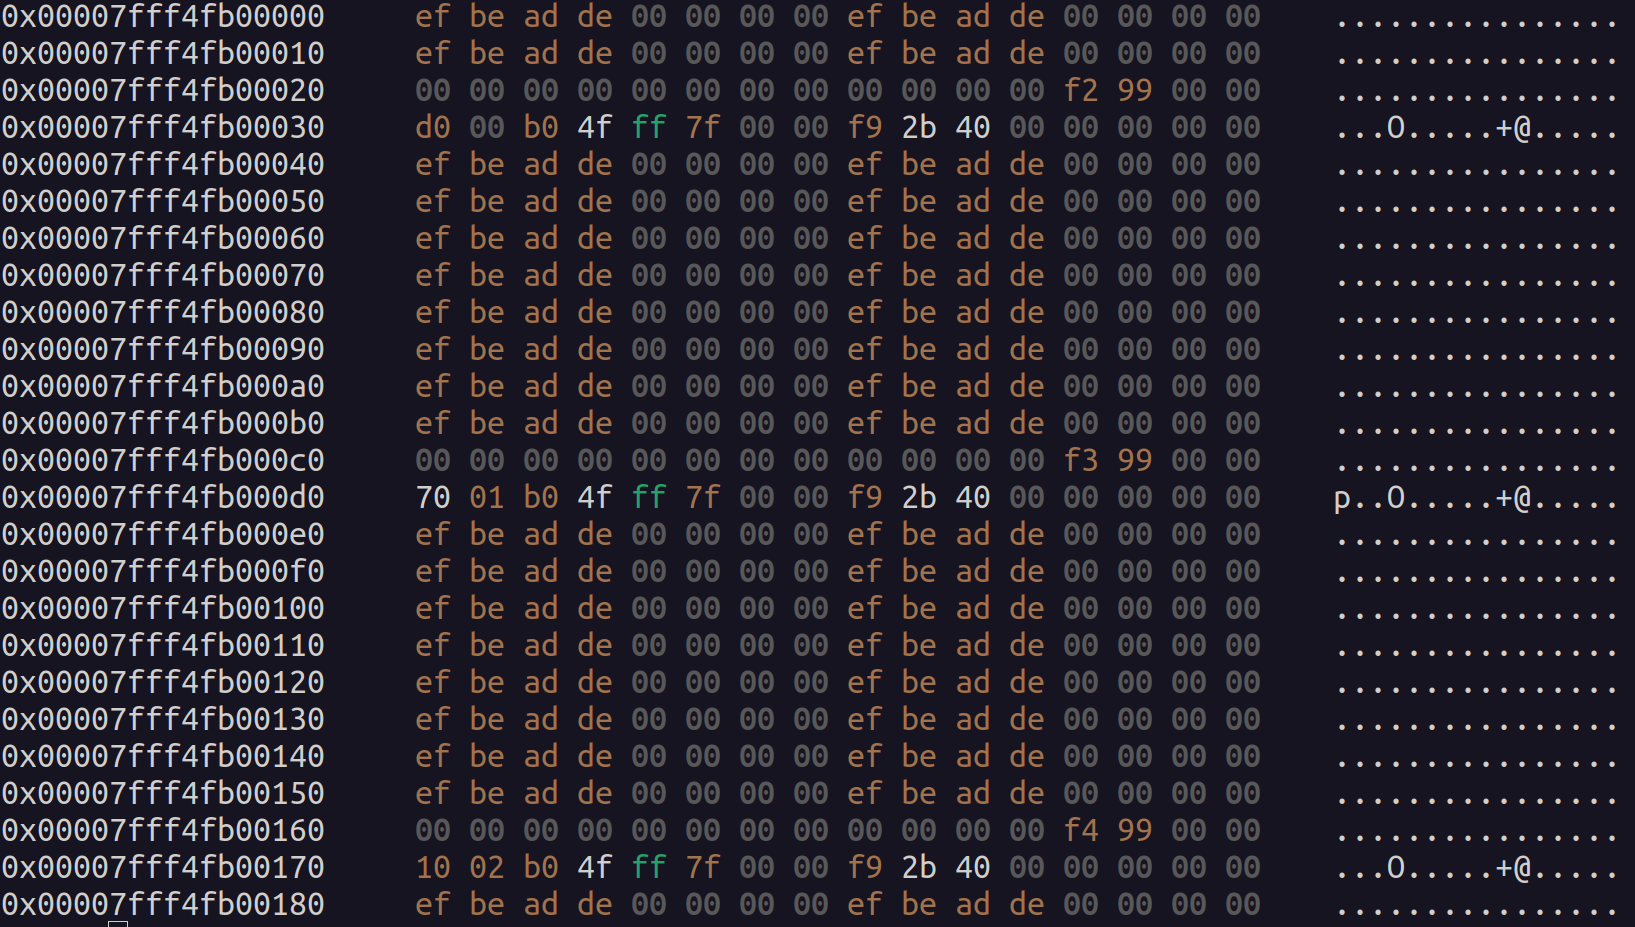 0x00007fff4fb00000 ef be ad de 00 00 00 00 ef be ad de 00 00 00 00 ................
0x00007fff4fb00010 ef be ad de 00 00 00 00 ef be ad de 00 00 00 00 ................
0x00007fff4fb00020 00 00 00 00 00 00 00 00 00 00 00 00 f2 99 00 00 ................
0x00007fff4fb00030 d0 00 b0 4f ff 7f 00 00 f9 2b 40 00 00 00 00 00 ...O.....+@.....
0x00007fff4fb00040 ef be ad de 00 00 00 00 ef be ad de 00 00 00 00 ................
0x00007fff4fb00050 ef be ad de 00 00 00 00 ef be ad de 00 00 00 00 ................
0x00007fff4fb00060 ef be ad de 00 00 00 00 ef be ad de 00 00 00 00 ................
0x00007fff4fb00070 ef be ad de 00 00 00 00 ef be ad de 00 00 00 00 ................
0x00007fff4fb00080 ef be ad de 00 00 00 00 ef be ad de 00 00 00 00 ................
0x00007fff4fb00090 ef be ad de 00 00 00 00 ef be ad de 00 00 00 00 ................
0x00007fff4fb000a0 ef be ad de 00 00 00 00 ef be ad de 00 00 00 00 ................
0x00007fff4fb000b0 ef be ad de 00 00 00 00 ef be ad de 00 00 00 00 ................
0x00007fff4fb000c0 00 00 00 00 00 00 00 00 00 00 00 00 f3 99 00 00 ................
0x00007fff4fb000d0 70 01 b0 4f ff 7f 00 00 f9 2b 40 00 00 00 00 00 p..O.....+@.....
0x00007fff4fb000e0 ef be ad de 00 00 00 00 ef be ad de 00 00 00 00 ................
0x00007fff4fb000f0 ef be ad de 00 00 00 00 ef be ad de 00 00 00 00 ................
0x00007fff4fb00100 ef be ad de 00 00 00 00 ef be ad de 00 00 00 00 ................
0x00007fff4fb00110 ef be ad de 00 00 00 00 ef be ad de 00 00 00 00 ................
0x00007fff4fb00120 ef be ad de 00 00 00 00 ef be ad de 00 00 00 00 ................
0x00007fff4fb00130 ef be ad de 00 00 00 00 ef be ad de 00 00 00 00 ................
0x00007fff4fb00140 ef be ad de 00 00 00 00 ef be ad de 00 00 00 00 ................
0x00007fff4fb00150 ef be ad de 00 00 00 00 ef be ad de 00 00 00 00 ................
0x00007fff4fb00160 00 00 00 00 00 00 00 00 00 00 00 00 f4 99 00 00 ................
0x00007fff4fb00170 10 02 b0 4f ff 7f 00 00 f9 2b 40 00 00 00 00 00 ...O.....+@.....
0x00007fff4fb00180 ef be ad de 00 00 00 00 ef be ad de 00 00 00 00 ................